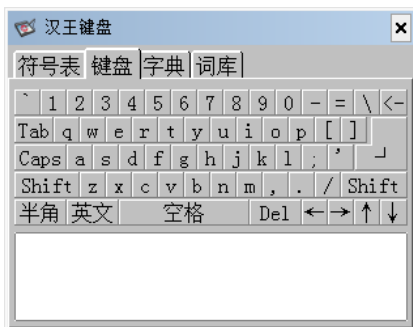 汉王键盘
符号表 键盘 字典 词库
` 1 2 3 4 5 6 7 8 9 0 - = \ <-
Tab q w e r t y u i o p [ ]
Caps a s d f g h j k l ; ' ┘
Shift z x c v b n m , . / Shift
半角 英文 空格 Del ← → ↑ ↓